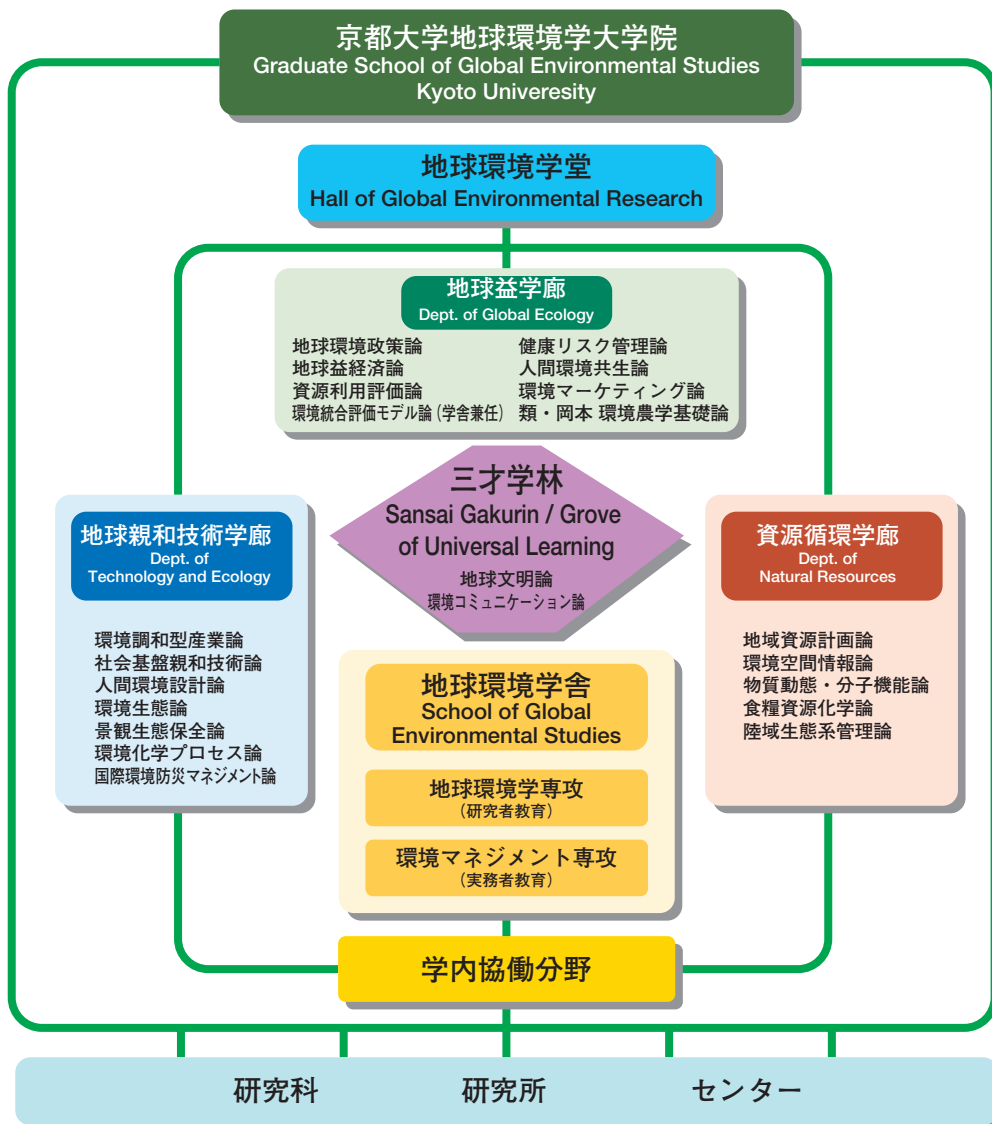 京都大学地球環境学大学院
Graduate School of Global Environmental Studies
Kyoto Univeresity
地球環境学堂
Hall of Global Environmental Research
地球益学廊
Dept. of Global Ecology
地球環境政策論
地球益経済論
資源利用評価論
環境統合評価モデル論(学舎兼任)
健康リスク管理論
人間環境共生論
環境マーケティング論
類・岡本 環境農学基礎論
三才学林
Sansai Gakurin / Grove
of Universal Learning
地球文明論
環境コミュニケーション論
地球親和技術学廊
Dept. of
Technology and Ecology
環境調和型産業論
社会基盤親和技術論
人間環境設計論
環境生態論
景観生態保全論
環境化学プロセス論
国際環境防災マネジメント論
資源循環学廊
Dept. of
Natural Resources
地域資源計画論
環境空間情報論
物質動態・分子機能論
食糧資源化学論
陸域生態系管理論
地球環境学舎
School of Global
Environmental Studies
地球環境学専攻
(研究者教育)
環境マネジメント専攻
(実務者教育)
学内協働分野
研究科 研究所 センター